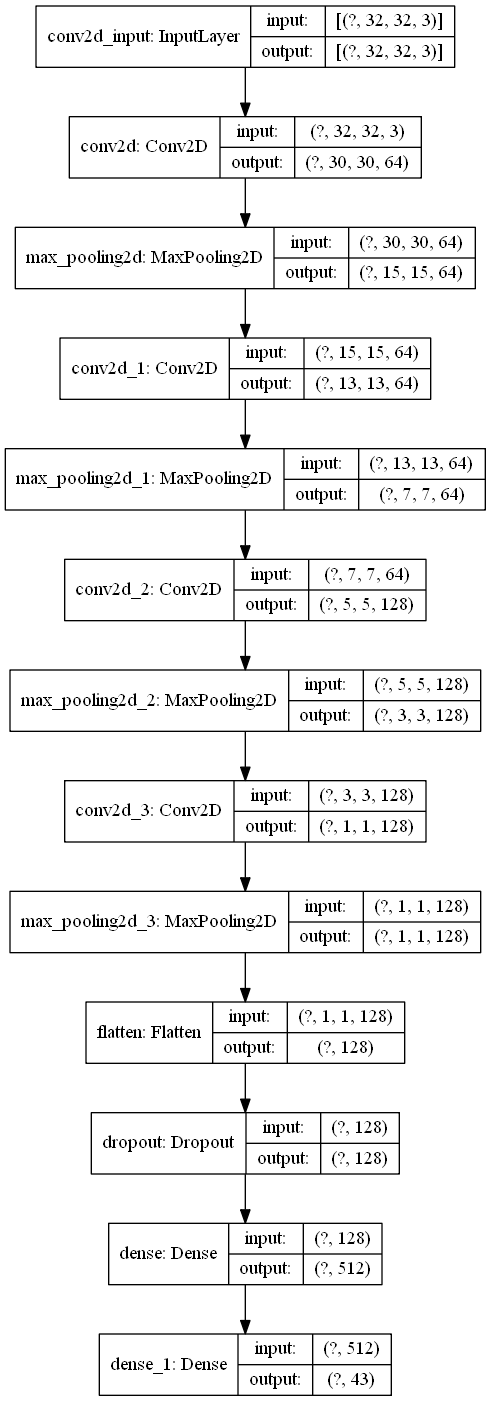 conv2d_input: InputLayer
input: [(?, 32, 32, 3)]
output: [(?, 32, 32, 3)]
conv2d: Conv2D
input: (?, 32, 32, 3)
output: (?, 30, 30, 64)
max_pooling2d: MaxPooling2D
input: (?, 30, 30, 64)
output: (?, 15, 15, 64)
conv2d_1: Conv2D
input: (?, 15, 15, 64)
output: (?, 13, 13, 64)
max_pooling2d_1: MaxPooling2D
input: (?, 13, 13, 64)
output: (?, 7, 7, 64)
conv2d_2: Conv2D
input: (?, 7, 7, 64)
output: (?, 5, 5, 128)
max_pooling2d_2: MaxPooling2D
input: (?, 5, 5, 128)
output: (?, 3, 3, 128)
conv2d_3: Conv2D
input: (?, 3, 3, 128)
output: (?, 1, 1, 128)
max_pooling2d_3: MaxPooling2D
input: (?, 1, 1, 128)
output: (?, 1, 1, 128)
flatten: Flatten
input: (?, 1, 1, 128)
output: (?, 128)
dropout: Dropout
input: (?, 128)
output: (?, 128)
dense: Dense
input: (?, 128)
output: (?, 512)
dense_1: Dense
input: (?, 512)
output: (?, 43)